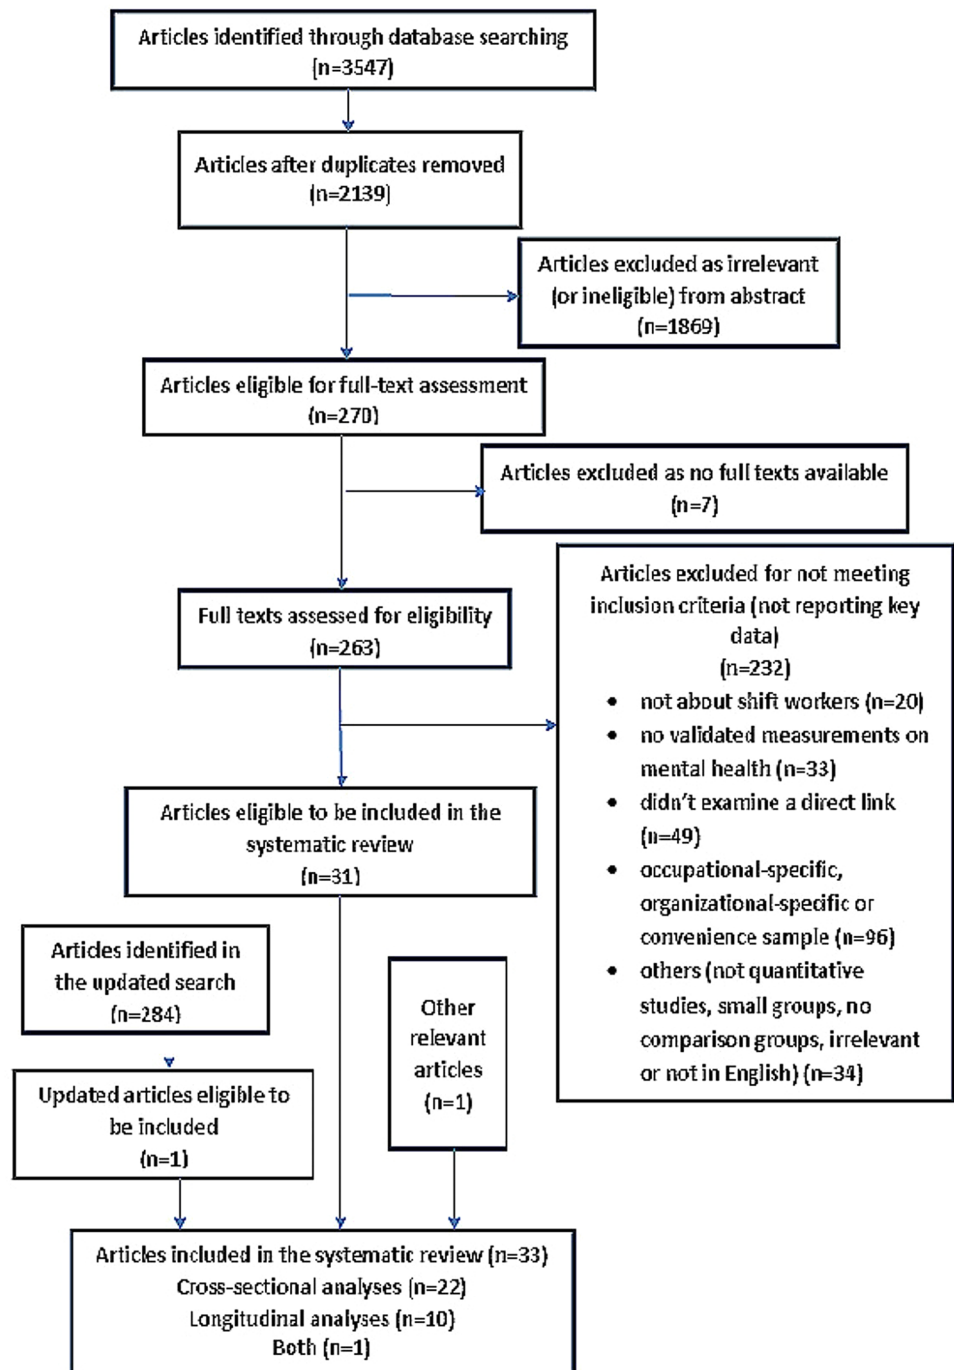 Articles identified through database searching
(n=3547)
Articles after duplicates removed
(n=2139)
Articles excluded as irrelevant
(or ineligible) from abstract
(n=1869)
Articles eligible for full-text assessment
(n=270)
Articles excluded as no full texts available
(n=7)
Full texts assessed for eligibility
(n=263)
Articles excluded for not meeting
inclusion criteria (not reporting key
data)
(n=232)
• not about shift workers (n=20)
• no validated measurements on
mental health (n=33)
• didn't examine a direct link
(n=49)
• occupational-specific,
organizational-specific or
convenience sample (n=96)
• others (not quantitative
studies, small groups, no
comparison groups, irrelevant
or not in English) (n=34)
Articles eligible to be included in the
systematic review
(n=31)
Articles identified in
the updated search
(n=284)
Other
relevant
articles
(n=1)
Updated articles eligible to
be included
(n=1)
Articles included in the systematic review (n=33)
Cross-sectional analyses (n=22)
Longitudinal analyses (n=10)
Both (n=1)